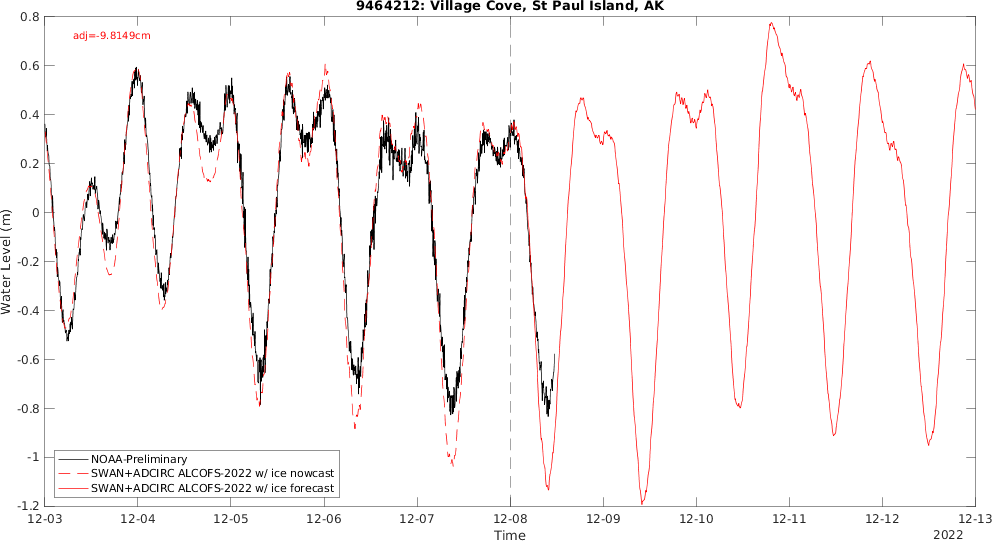 9464212: Village Cove, St Paul Island, AK
adj=-9.8149cm
Water Level (m)
0.8
0.6
0.4
0.2
0
-0.2
-0.4
-0.6
-0.8
-1
-1.2
NOAA-Preliminary
SWAN+ADCIRC ALCOFS-2022 w/ ice nowcast
SWAN+ADCIRC ALCOFS-2022 w/ ice forecast
12-03 12-04 12-05 12-06 12-07 12-08 12-09 12-10 12-11 12-12 12-13
Time
2022